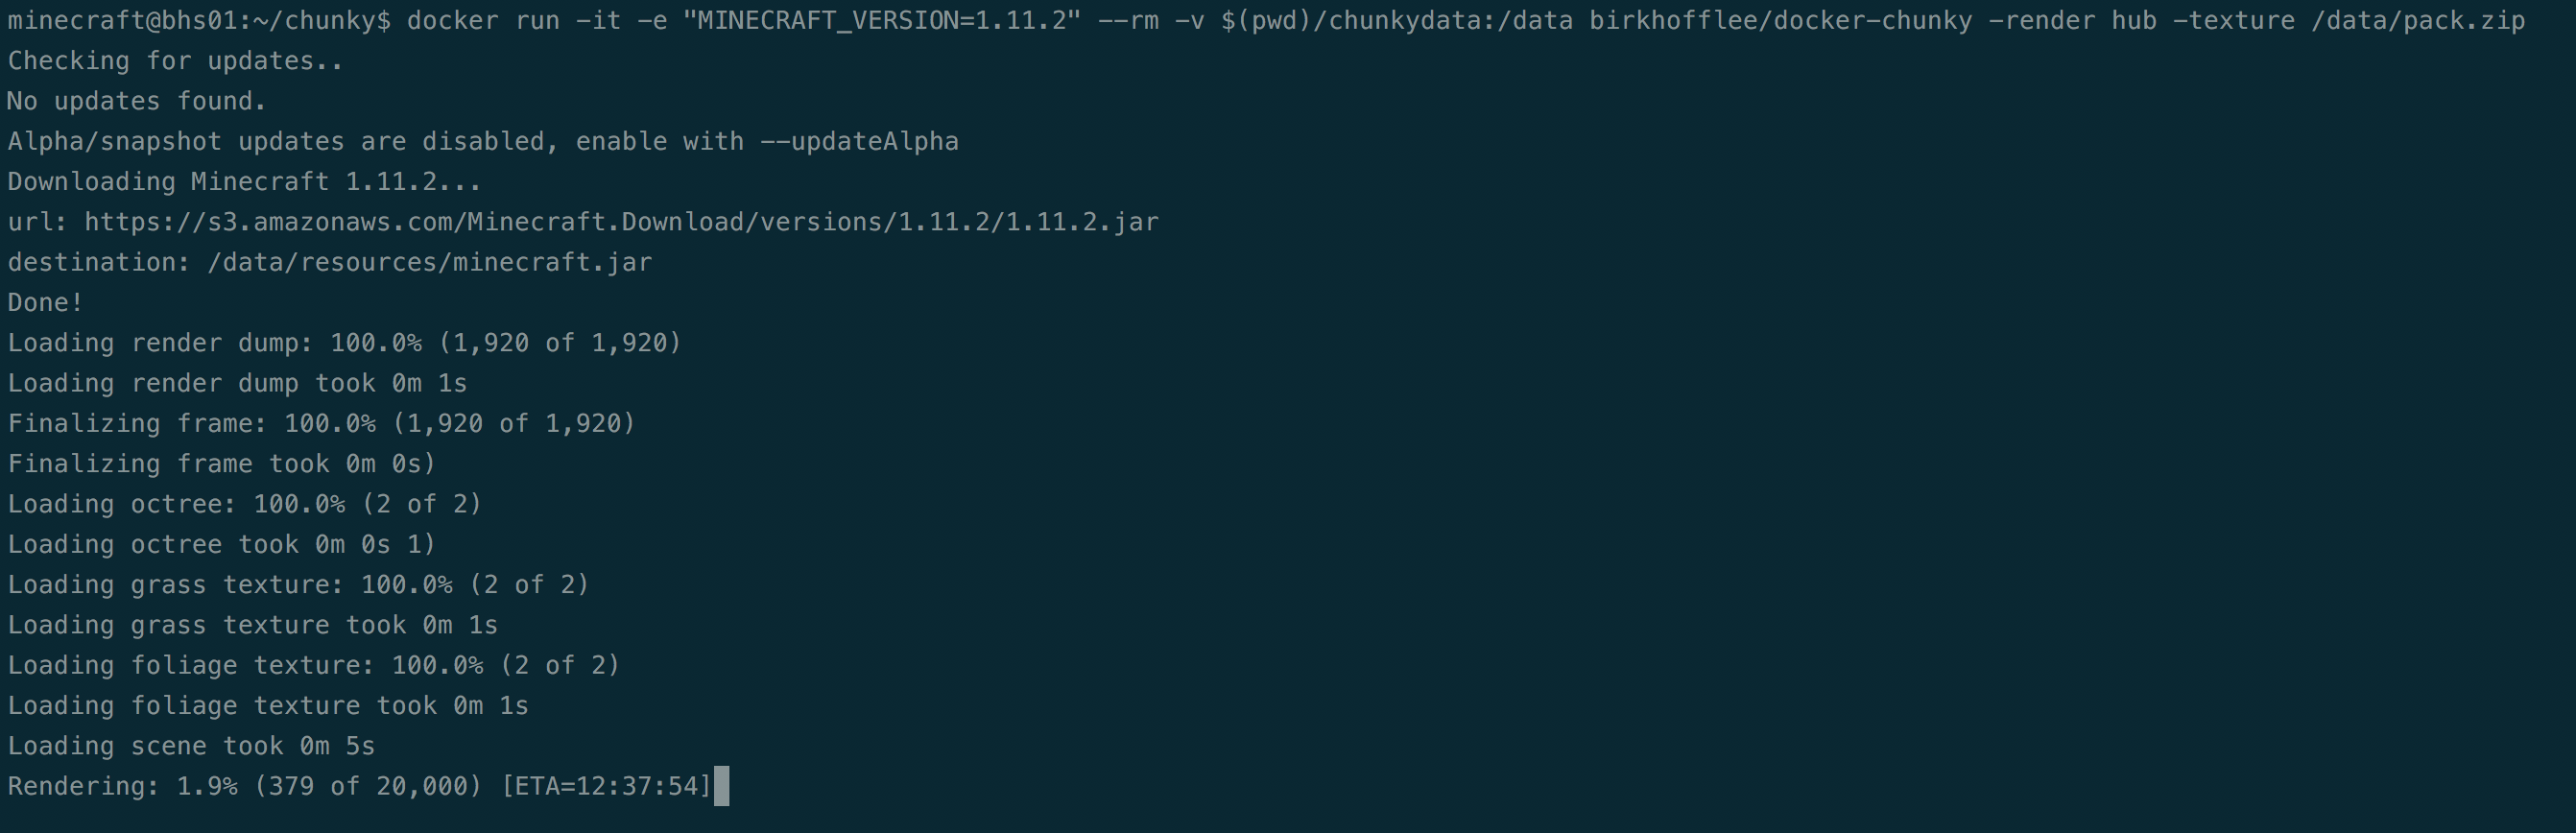 minecraft@bhs01:~/chunky$ docker run -it -e "MINECRAFT_VERSION=1.11.2" --rm -v $(pwd)/chunkydata:/data birkhofflee/docker-chunky -render hub -texture /data/pack.zip
Checking for updates..
No updates found.
Alpha/snapshot updates are disabled, enable with --updateAlpha
Downloading Minecraft 1.11.2...
url: https://s3.amazonaws.com/Minecraft.Download/versions/1.11.2/1.11.2.jar
destination: /data/resources/minecraft.jar
Done!
Loading render dump: 100.0% (1,920 of 1,920)
Loading render dump took 0m 1s
Finalizing frame: 100.0% (1,920 of 1,920)
Finalizing frame took 0m 0s)
Loading octree: 100.0% (2 of 2)
Loading octree took 0m 0s 1)
Loading grass texture: 100.0% (2 of 2)
Loading grass texture took 0m 1s
Loading foliage texture: 100.0% (2 of 2)
Loading foliage texture took 0m 1s
Loading scene took 0m 5s
Rendering: 1.9% (379 of 20,000) [ETA=12:37:54]